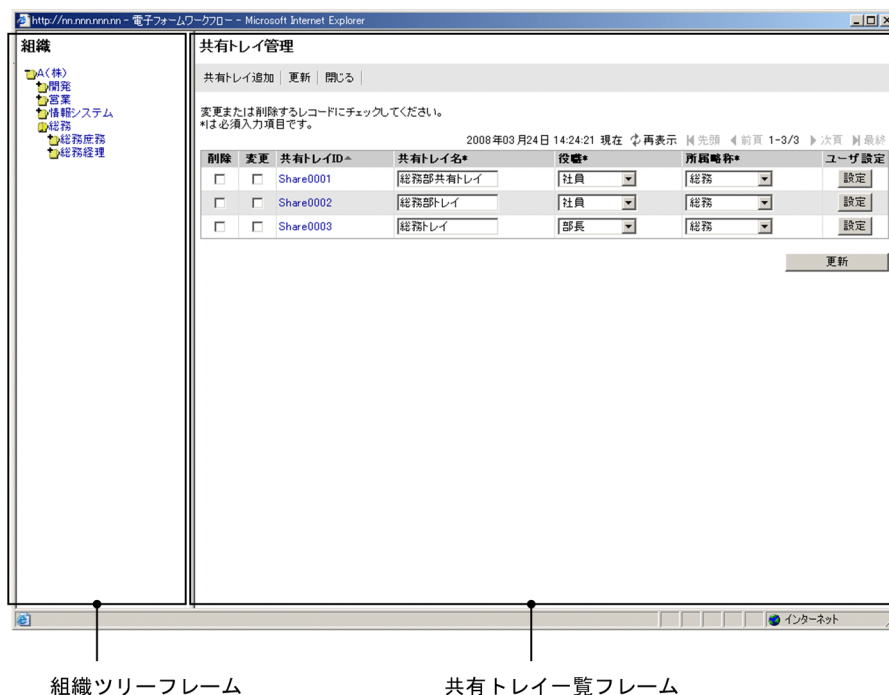 http://nn.nnn.nnn.nn - 電子フォームワークフロー - Microsoft Internet Explorer
組織
A(株)
開発
営業
情報システム
総務
総務庶務
総務経理
共有トレイ管理
共有トレイ追加 更新 閉じる
変更または削除するレコードにチェックしてください。
*は必須入力項目です。
2008年03月24日 14:24:21 現在 再表示 先頭 前頁 1-3/3 次頁 最終
削除 変更 共有トレイID 共有トレイ名* 役職* 所属略称* ユーザ設定
Share0001 総務部共有トレイ 社員 総務 設定
Share0002 総務部トレイ 社員 総務 設定
Share0003 総務トレイ 部長 総務 設定
更新
インターネット
組織ツリーフレーム 共有トレイ一覧フレーム